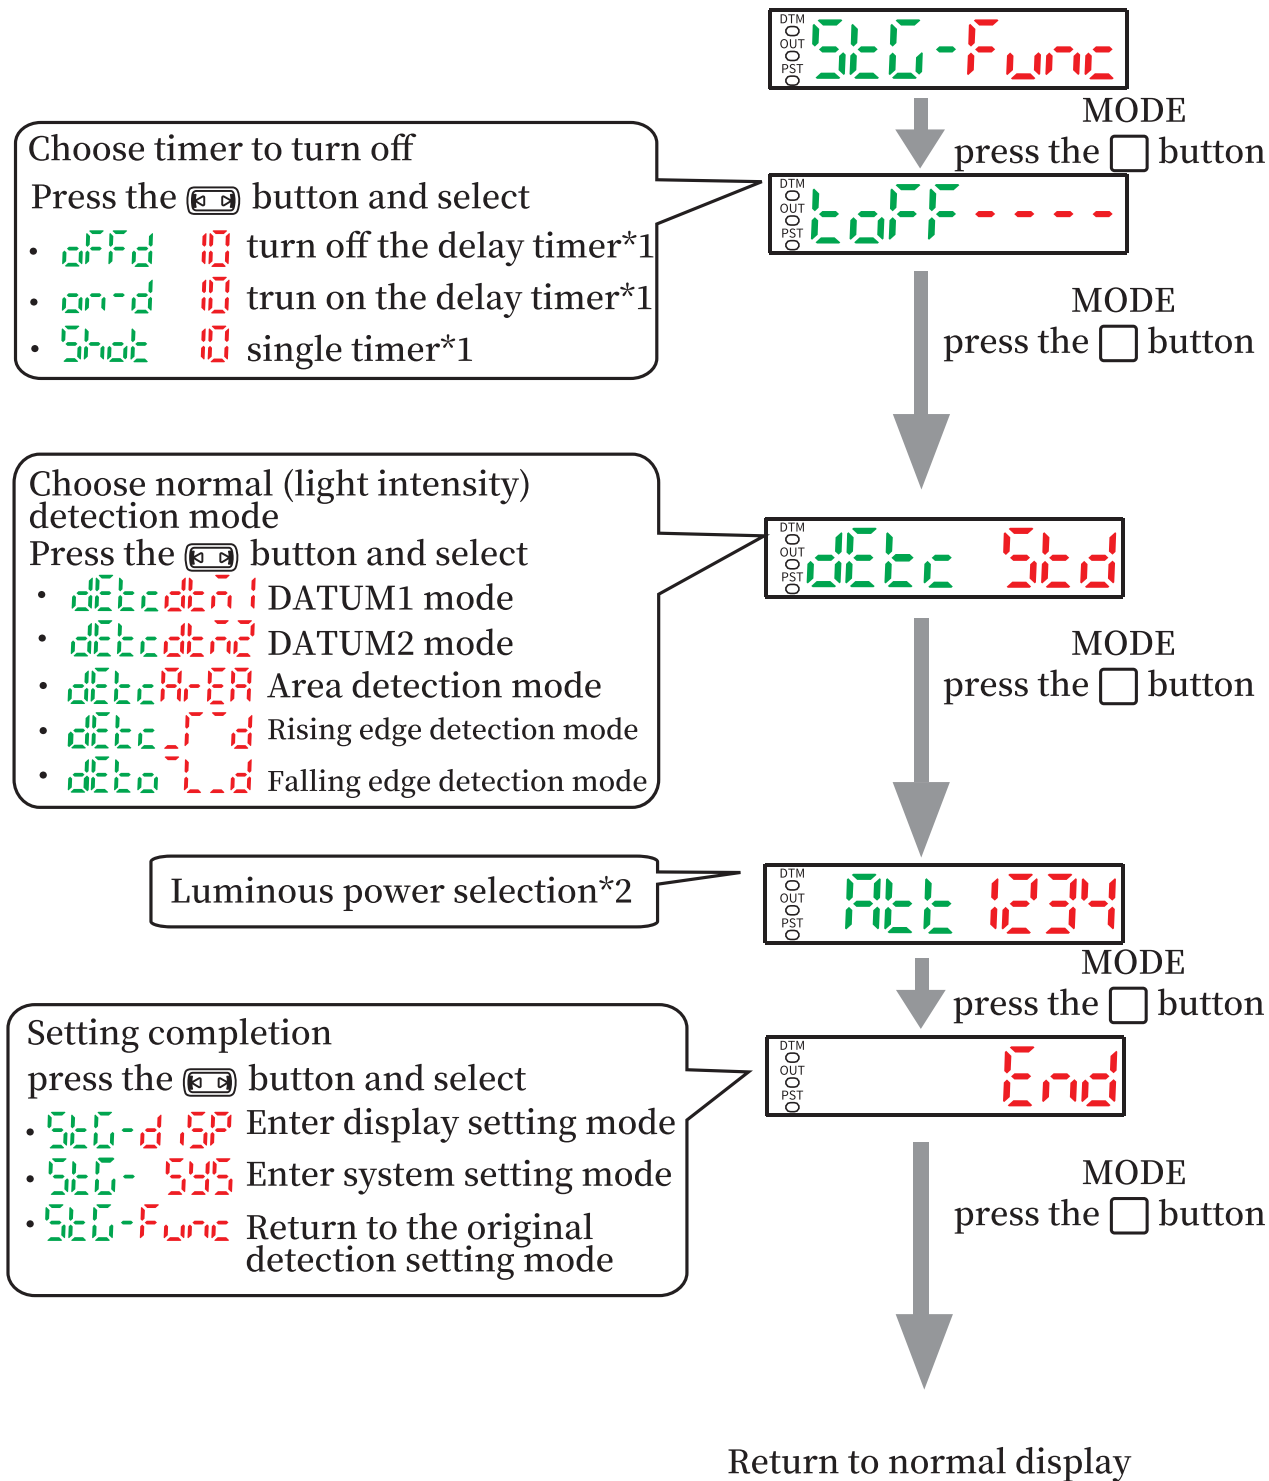 DTM
OUT
PST
StG-Func
MODE
press the button
Choose timer to turn off
Press the button and select
• oFFd 10 turn off the delay timer*1
• on-d 10 trun on the delay timer*1
• Shot 10 single timer*1
DTM
OUT
PST
toFF----
MODE
press the button
Choose normal (light intensity)
detection mode
Press the button and select
• dEtcdtm1 DATUM1 mode
• dEtcdtm2 DATUM2 mode
• dEtcArEA Area detection mode
• dEtc d Rising edge detection mode
• dEto d Falling edge detection mode
DTM
OUT
PST
dEtc Std
MODE
press the button
Luminous power selection*2
DTM
OUT
PST
Att 1234
MODE
press the button
Setting completion
press the button and select
• StG-diSP Enter display setting mode
• StG- SYS Enter system setting mode
• StG-Func Return to the original
detection setting mode
DTM
OUT
PST
End
MODE
press the button
Return to normal display